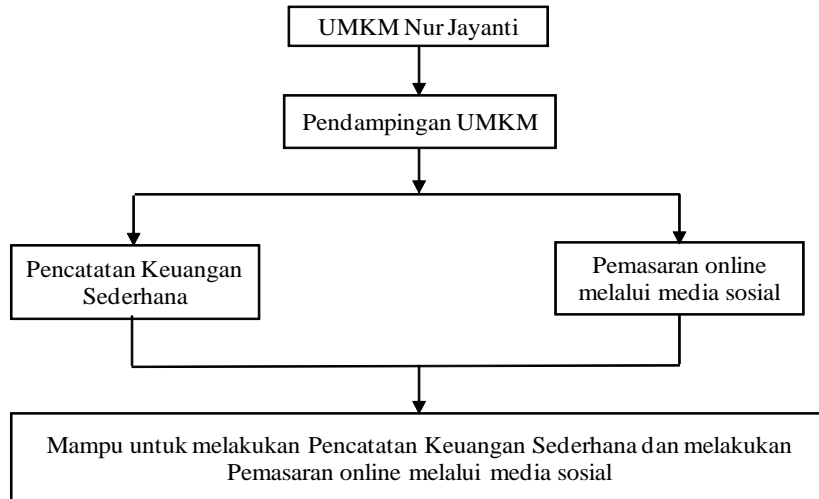 UMKM Nur Jayanti
Pendampingan UMKM
Pencatatan Keuangan
Sederhana
Pemasaran online
melalui media sosial
Mampu untuk melakukan Pencatatan Keuangan Sederhana dan melakukan
Pemasaran online melalui media sosial